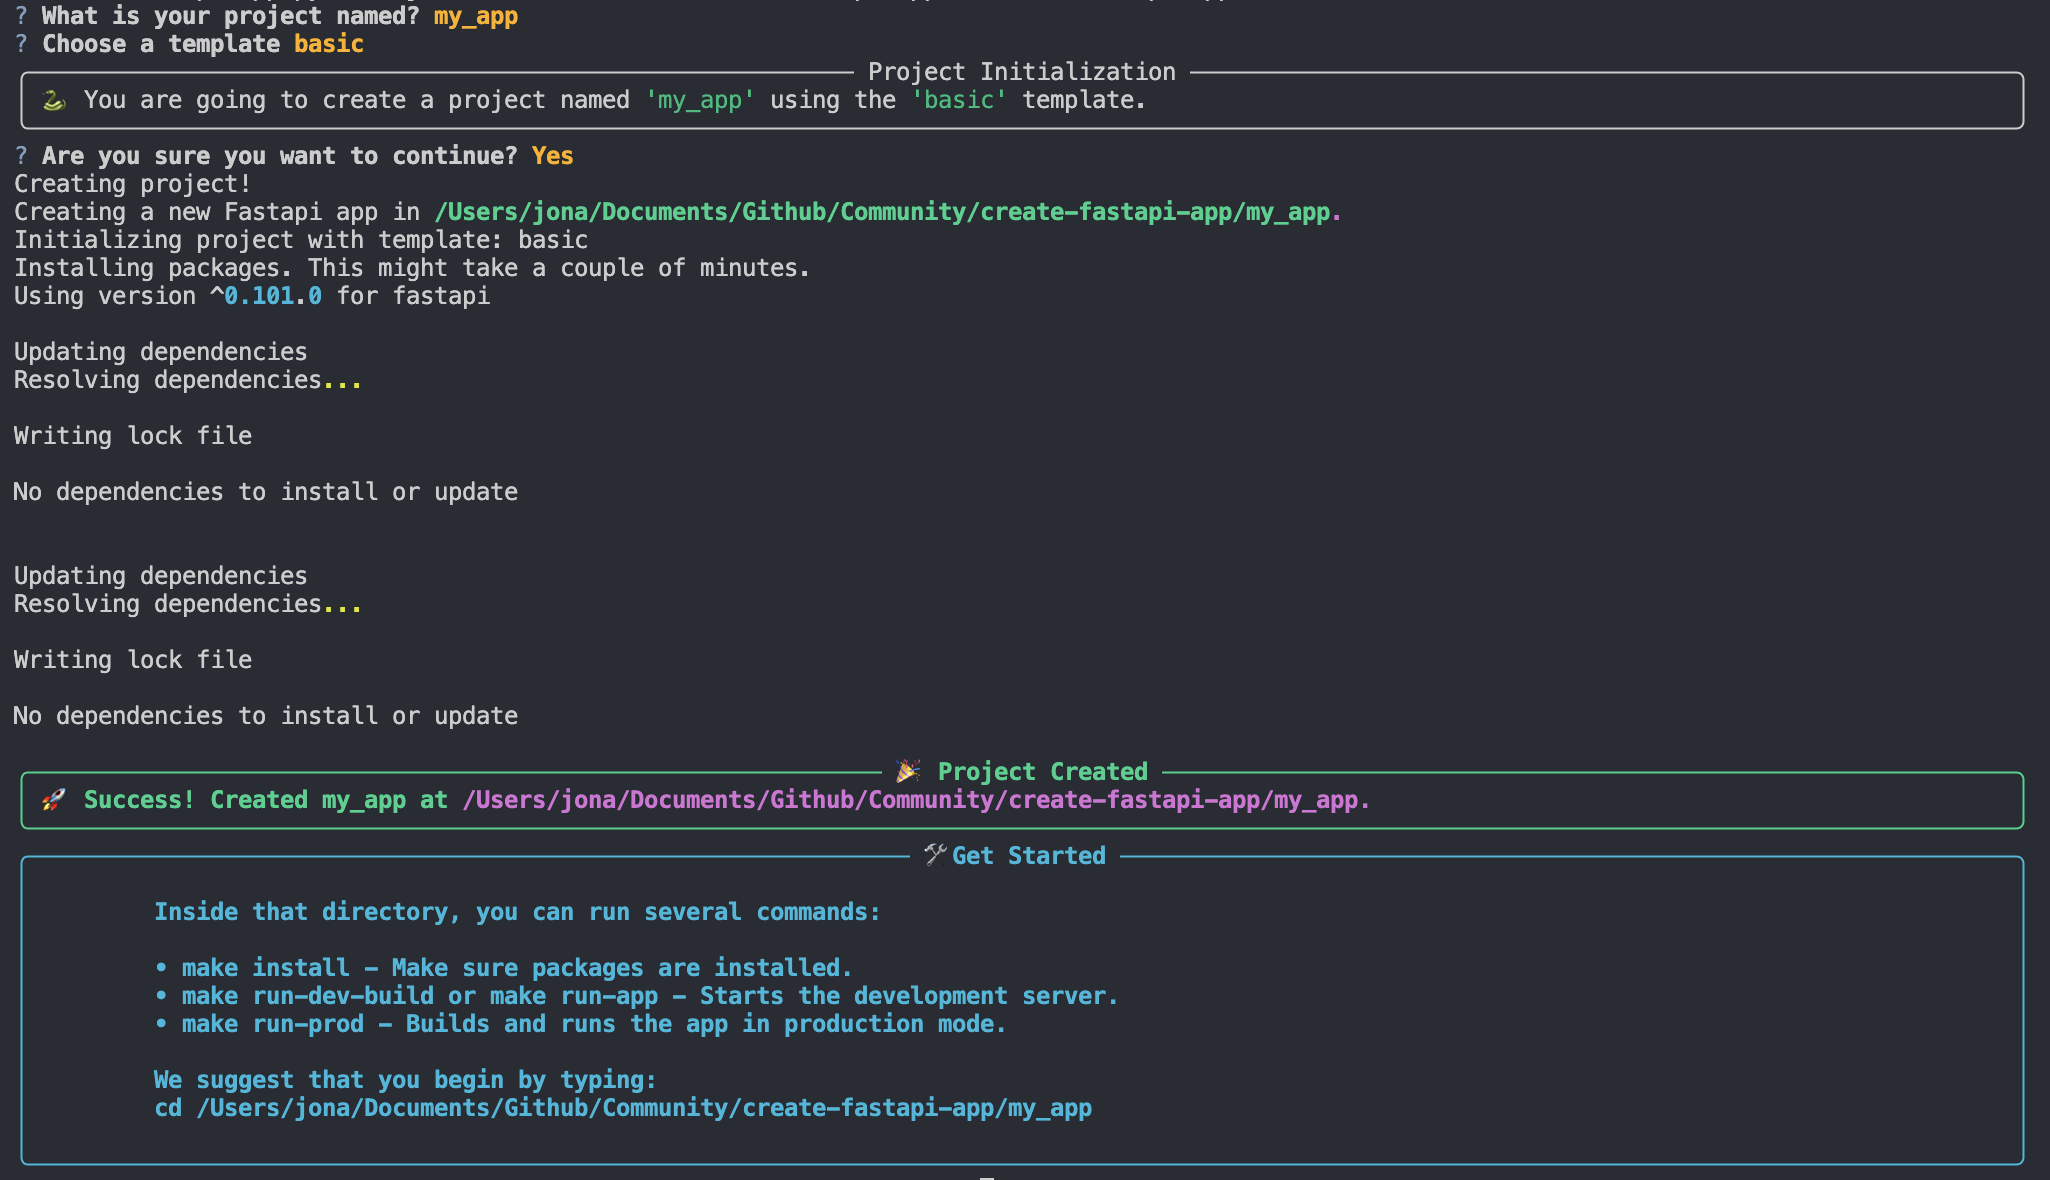 ? What is your project named? my_app
? Choose a template basic
Project Initialization
🐍 You are going to create a project named 'my_app' using the 'basic' template.
? Are you sure you want to continue? Yes
Creating project!
Creating a new Fastapi app in /Users/jona/Documents/Github/Community/create-fastapi-app/my_app.
Initializing project with template: basic
Installing packages. This might take a couple of minutes.
Using version ^0.101.0 for fastapi
Updating dependencies
Resolving dependencies...
Writing lock file
No dependencies to install or update
Updating dependencies
Resolving dependencies...
Writing lock file
No dependencies to install or update
🎉 Project Created
🚀 Success! Created my_app at /Users/jona/Documents/Github/Community/create-fastapi-app/my_app.
🛠 Get Started
Inside that directory, you can run several commands:
• make install - Make sure packages are installed.
• make run-dev-build or make run-app - Starts the development server.
• make run-prod - Builds and runs the app in production mode.
We suggest that you begin by typing:
cd /Users/jona/Documents/Github/Community/create-fastapi-app/my_app